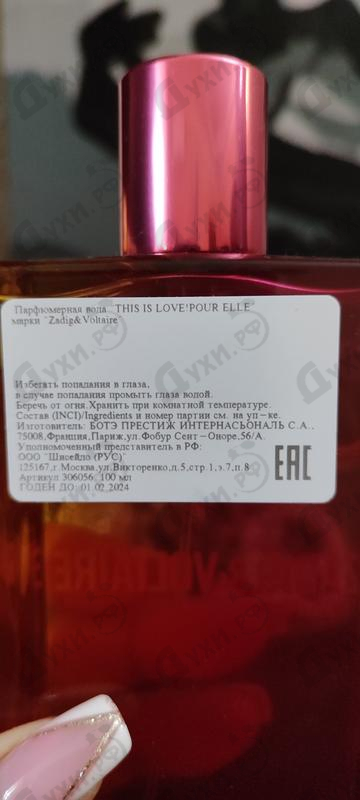 Парфюмерная вода "THIS IS LOVE!POUR ELLE"
марки "Zadig&Voltaire"
Избегать попадания в глаза,
в случае попадания промыть глаза водой.
Беречь от огня.Хранить при комнатной температуре.
Состав (INCI)/Ingredients и номер партии см. на уп-ке.
Изготовитель: БОТЭ ПРЕСТИЖ ИНТЕРНАСЬОНАЛЬ С.А.,
75008,Франция,Париж,ул.Фобур Сент-Оноре,56/А.
Уполномоченный представитель в РФ:
ООО "Шисейдо (РУС)"
125167,г.Москва,ул.Викторенко,д.5,стр.1,э.7,п.8
Артикул 306056, 100 мл
ГОДЕН ДО: 01.02.2024
EAC
Духи.РФ